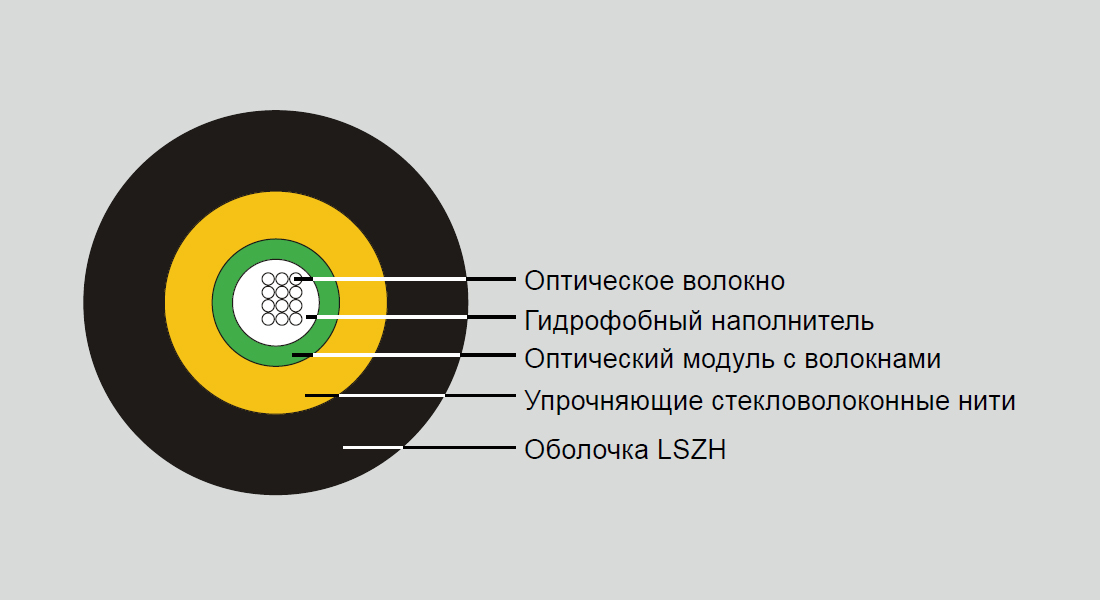 Оптическое волокно
Гидрофобный наполнитель
Оптический модуль с волокнами
Упрочняющие стекловолоконные нити
Оболочка LSZH